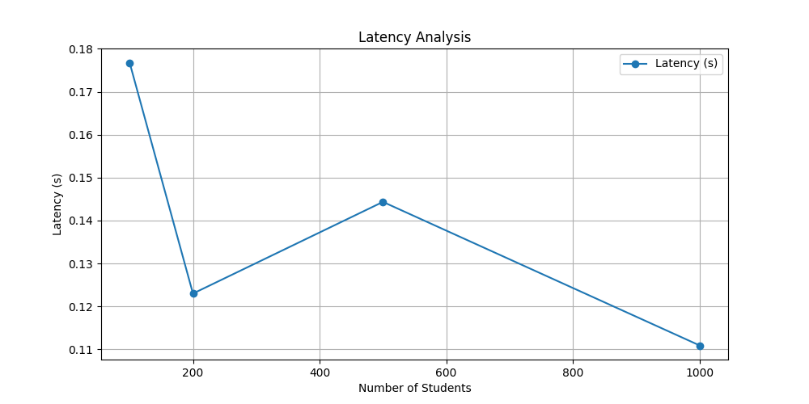 Latency Analysis
Latency (s)
0.18
0.17
0.16
0.15
0.14
0.13
0.12
0.11
Latency (s)
200 400 600 800 1000
Number of Students